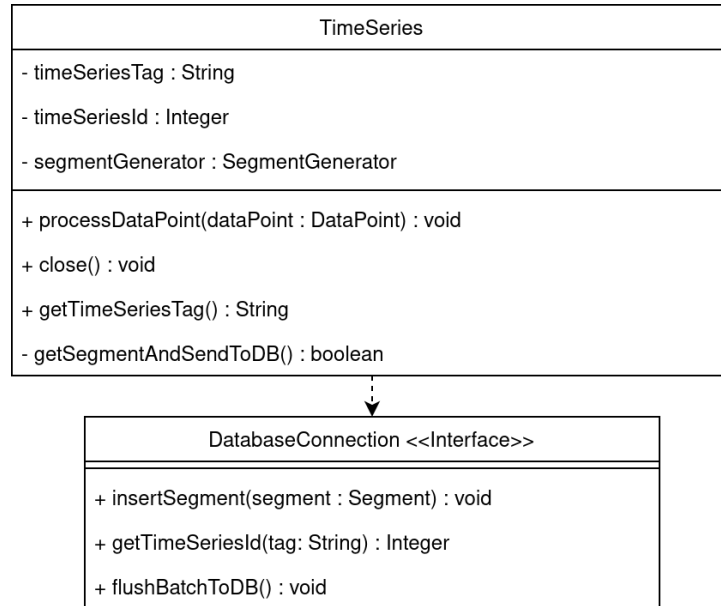 TimeSeries
- timeSeriesTag : String
- timeSeriesId : Integer
- segmentGenerator : SegmentGenerator
+ processDataPoint(dataPoint : DataPoint) : void
+ close() : void
+ getTimeSeriesTag() : String
- getSegmentAndSendToDB() : boolean
DatabaseConnection <<Interface>>
+ insertSegment(segment : Segment) : void
+ getTimeSeriesId(tag: String) : Integer
+ flushBatchToDB() : void